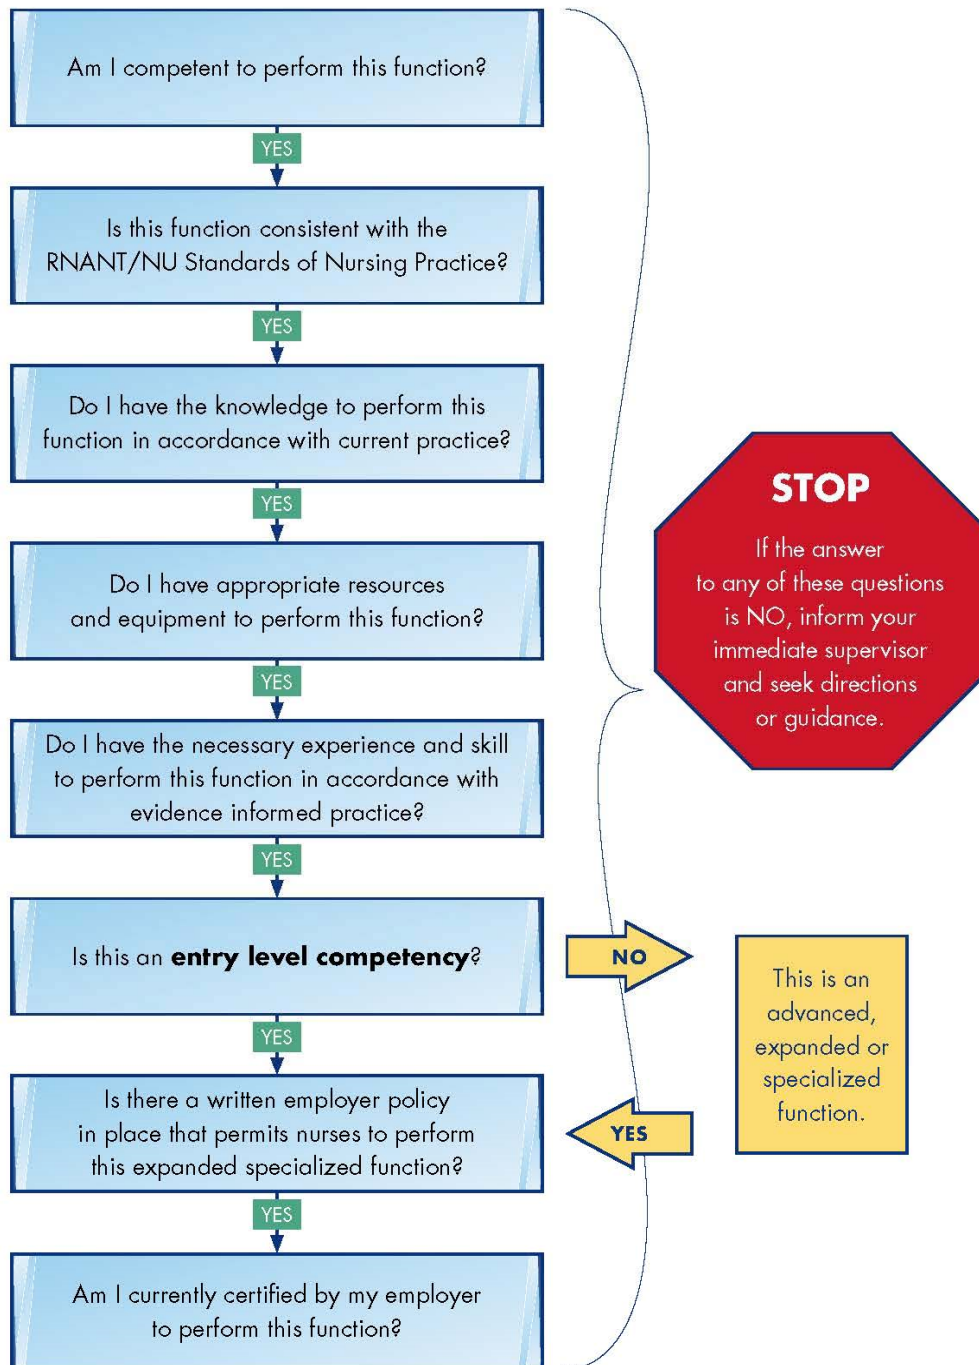 Am I competent to perform this function?
YES
Is this function consistent with the
RNANT/NU Standards of Nursing Practice?
YES
Do I have the knowledge to perform this
function in accordance with current practice?
YES
Do I have appropriate resources
and equipment to perform this function?
YES
Do I have the necessary experience and skill
to perform this function in accordance with
evidence informed practice?
YES
Is this an entry level competency?
YES
Is there a written employer policy
in place that permits nurses to perform
this expanded specialized function?
YES
Am I currently certified by my employer
to perform this function?
STOP
If the answer
to any of these questions
is NO, inform your
immediate supervisor
and seek directions
or guidance.
NO
This is an
advanced,
expanded or
specialized
function.
YES